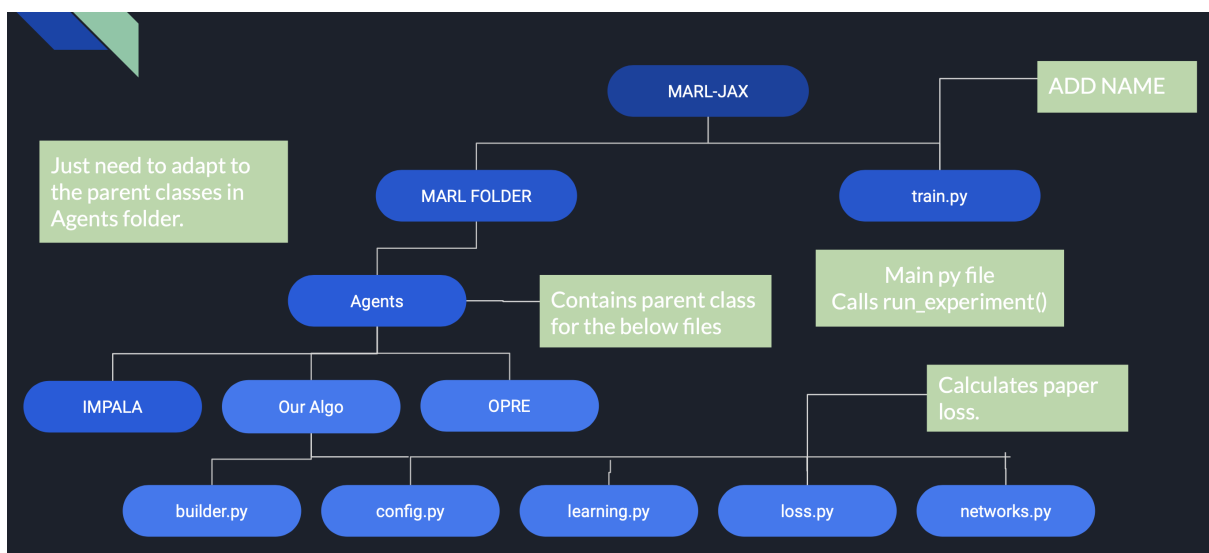 MARL-JAX
ADD NAME
Just need to adapt to
the parent classes in
Agents folder.
MARL FOLDER
train.py
Agents
Contains parent class
for the below files
Main py file
Calls run_experiment()
IMPALA
Our Algo
OPRE
Calculates paper
loss.
builder.py
config.py
learning.py
loss.py
networks.py